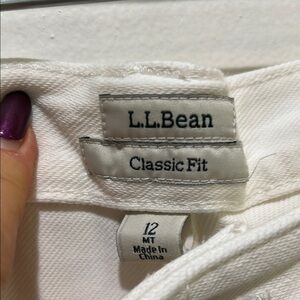 L.L.Bean
Classic Fit
12
MT
Made in
China